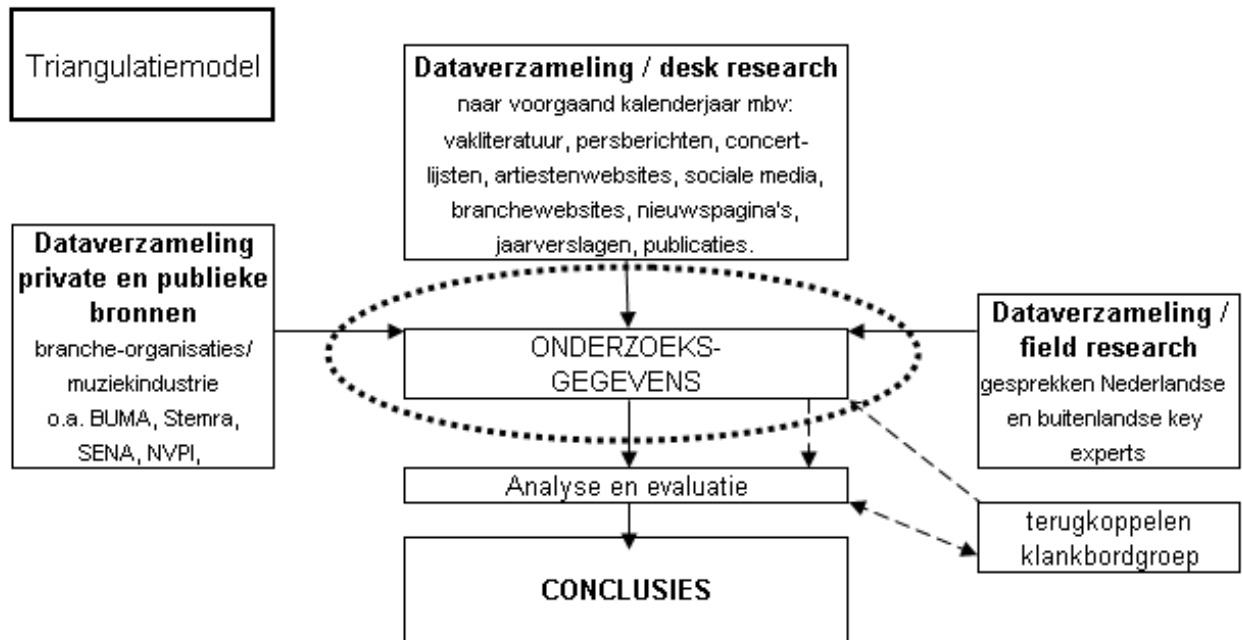 Triangulatiemodel
Dataverzameling / desk research
naar voorgaand kalenderjaar mbv:
vakliteratuur, persberichten, concert-
lijsten, artiestenwebsites, sociale media,
branchewebsites, nieuwspagina's,
jaarverslagen, publicaties.
Dataverzameling
private en publieke
bronnen
branche-organisaties/
muziekindustrie
o.a. BUMA, Stemra,
SENA, NVPI,
ONDERZOEKS-
GEGEVENS
Dataverzameling /
field research
gesprekken Nederlandse
en buitenlandse key
experts
Analyse en evaluatie
terugkoppelen
klankbordgroep
CONCLUSIES